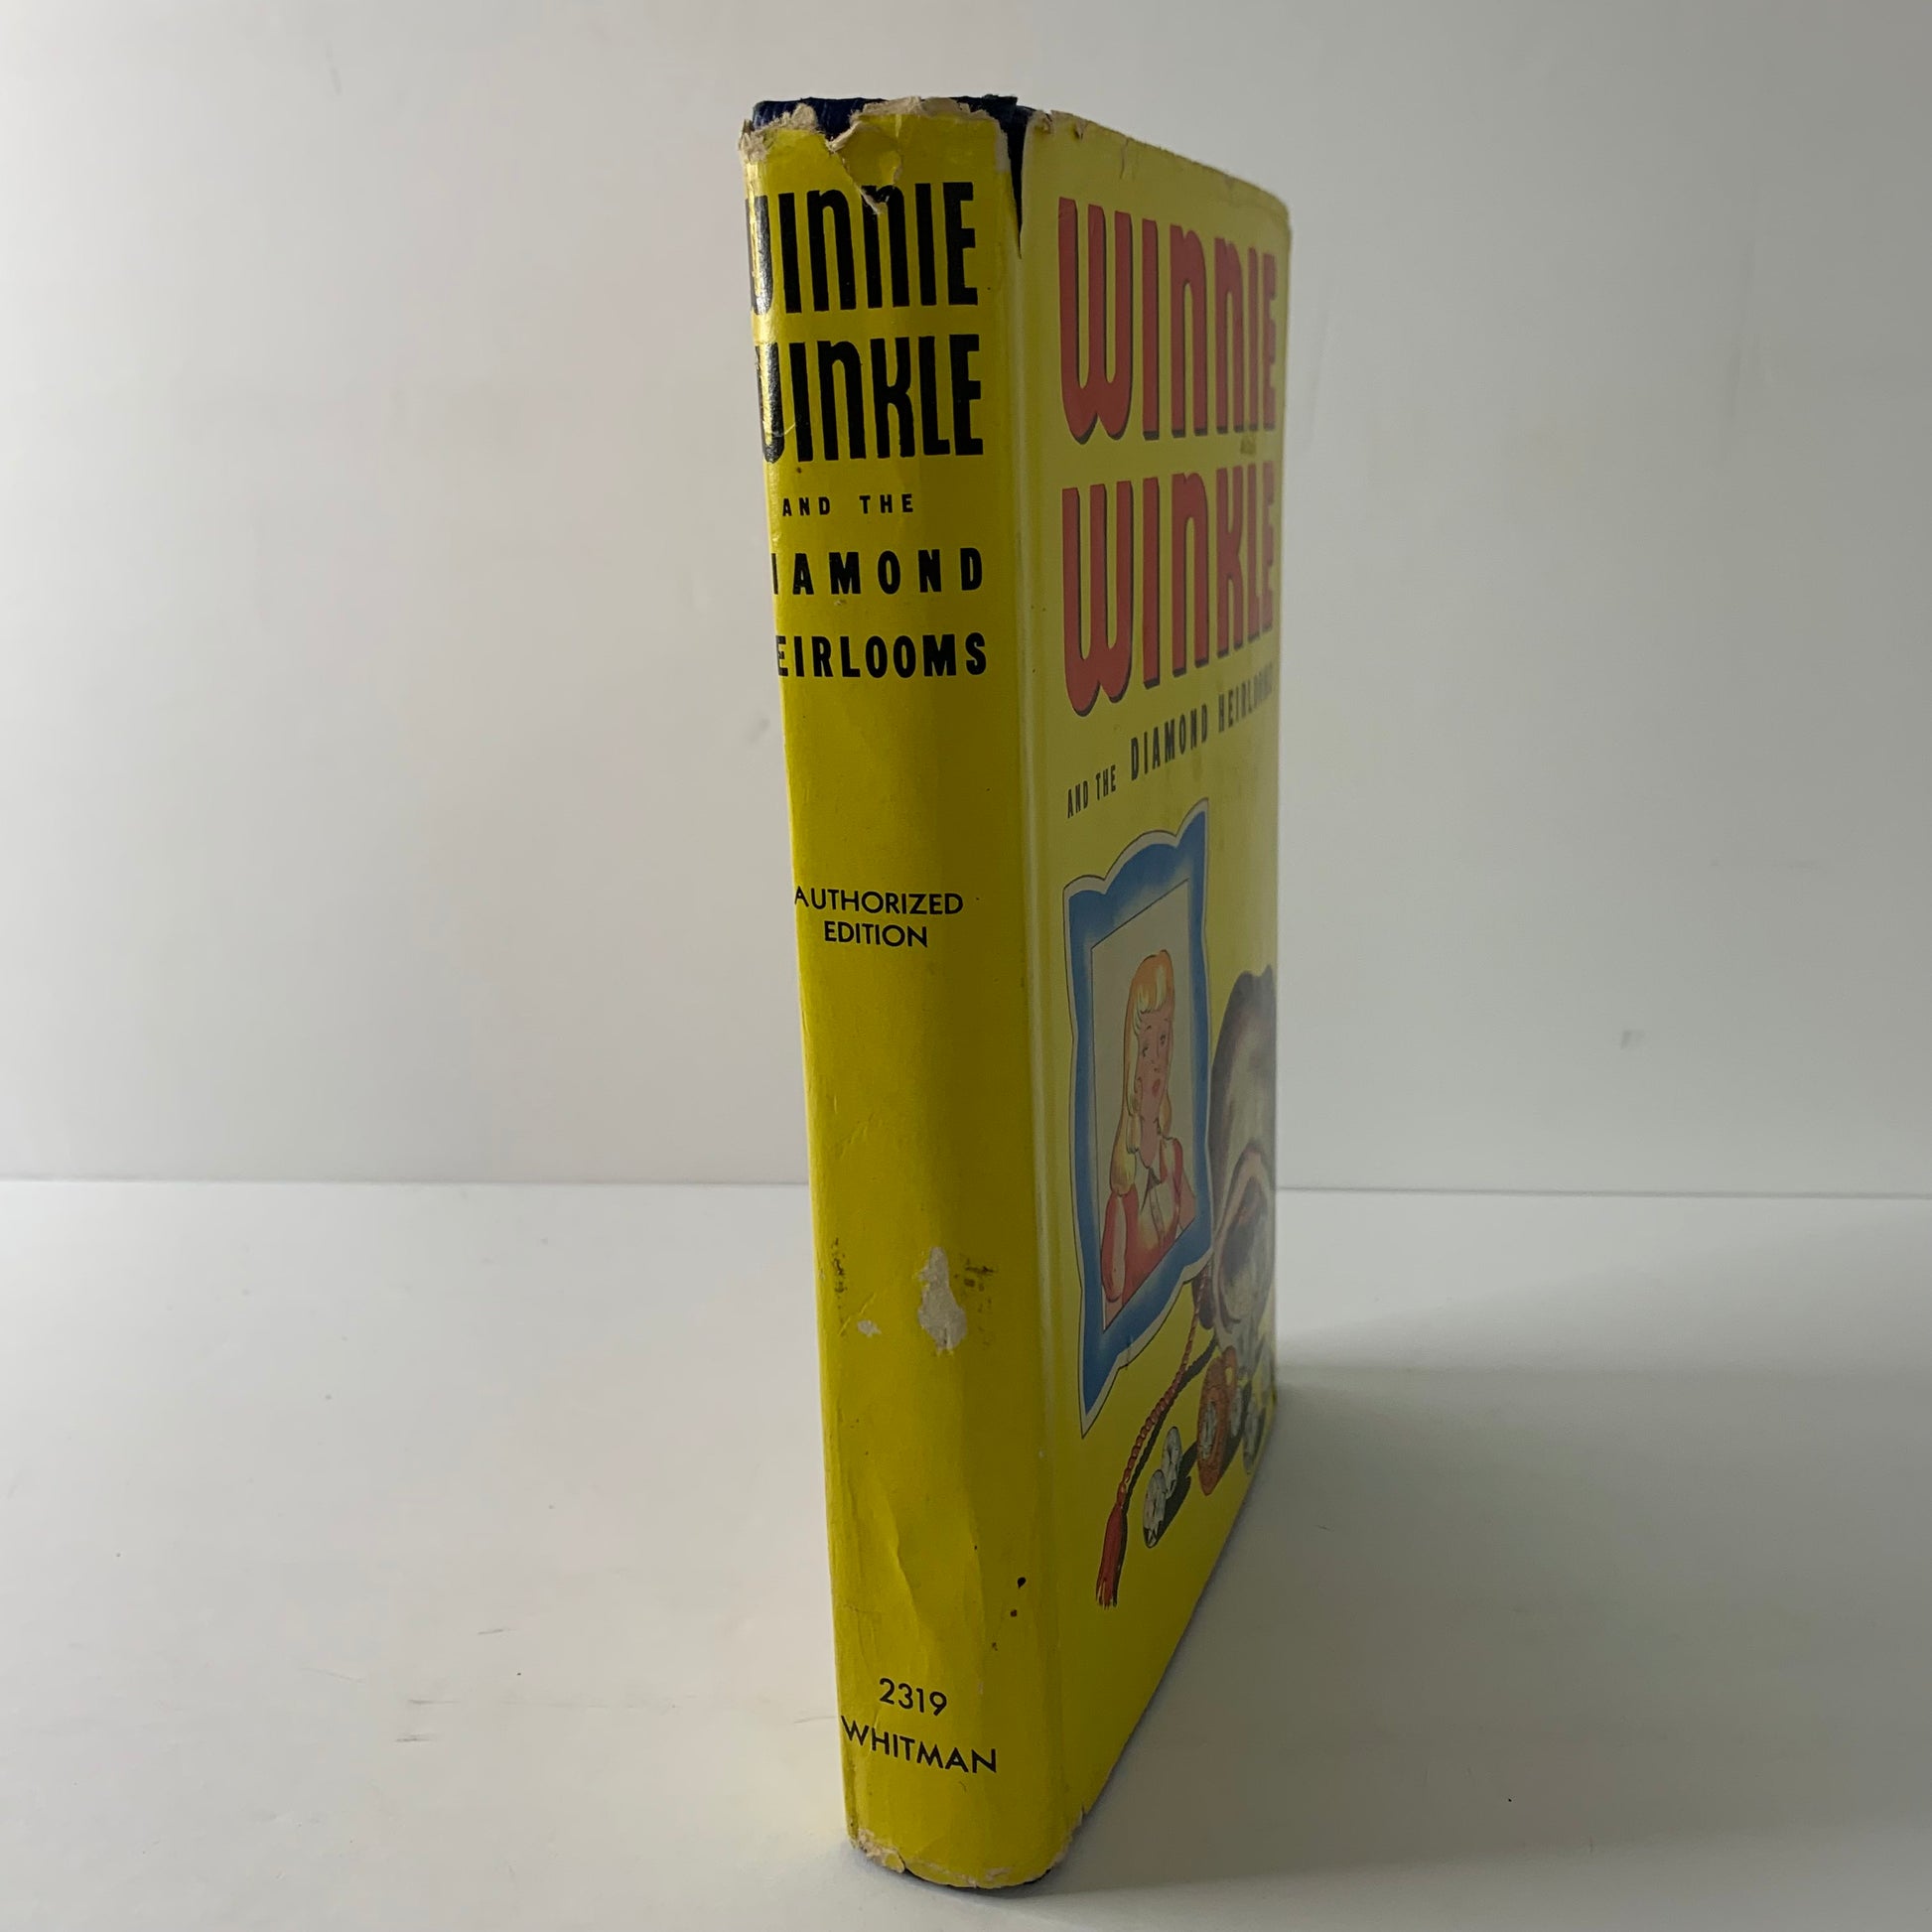 WINNIE
WINKLE
AND THE
DIAMOND
HEIRLOOMS
AUTHORIZED
EDITION
2319
WHITMAN
WINNIE
WINKLE
AND THE DIAMOND HEIRLOOMS